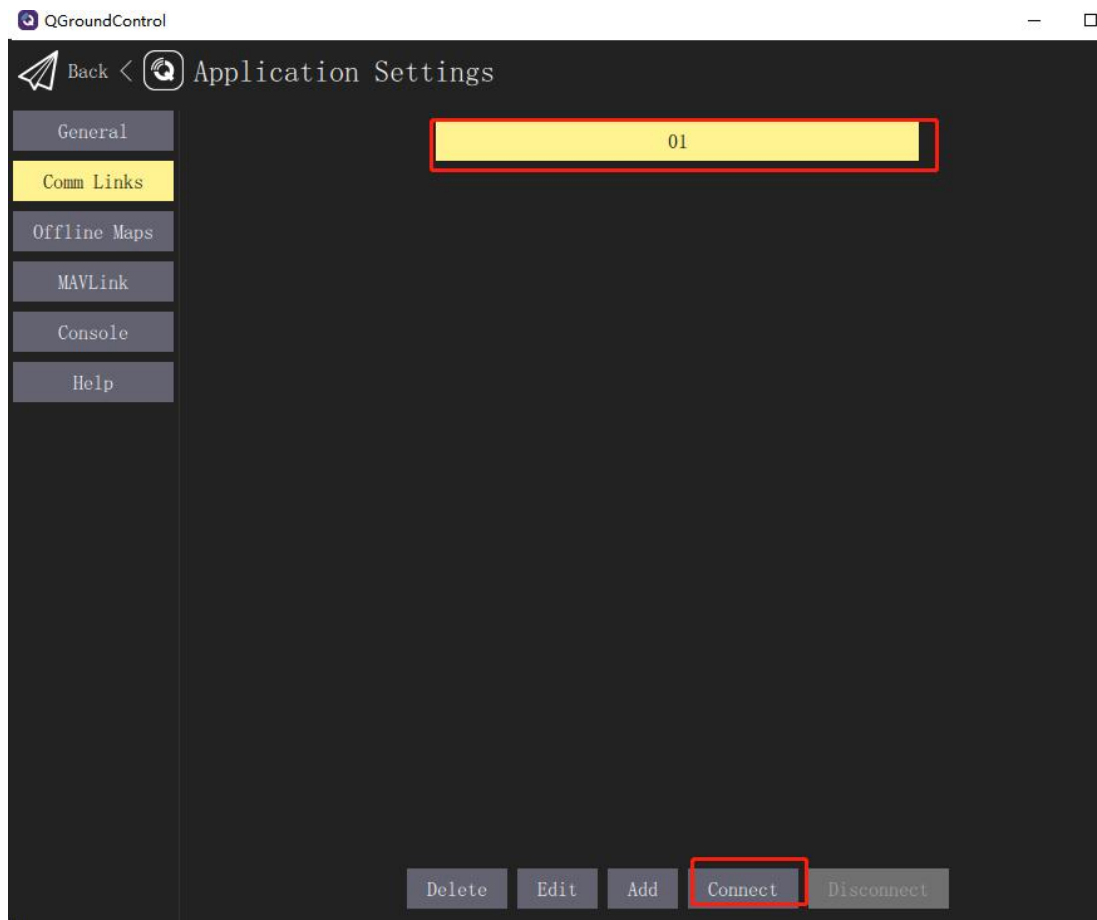 QGroundControl
Back < Application Settings
General
01
Comm Links
Offline Maps
MAVLink
Console
Help
Delete Edit Add Connect Disconnect